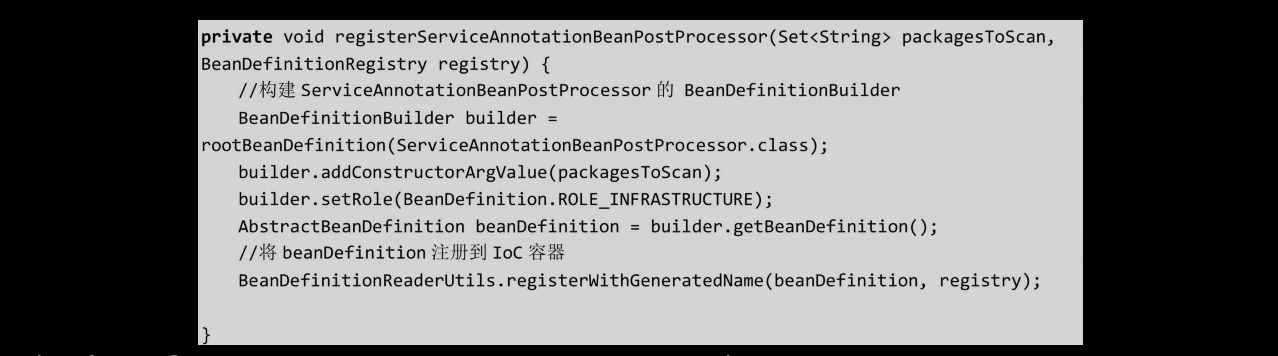 private void registerServiceAnnotationBeanPostProcessor(Set<String> packagesToScan,
BeanDefinitionRegistry registry) {
//构建 ServiceAnnotationBeanPostProcessor 的 BeanDefinitionBuilder
BeanDefinitionBuilder builder =
rootBeanDefinition(ServiceAnnotationBeanPostProcessor.class);
builder.addConstructorArgValue(packagesToScan);
builder.setRole(BeanDefinition.ROLE_INFRASTRUCTURE);
AbstractBeanDefinition beanDefinition = builder.getBeanDefinition();
//将 beanDefinition 注册到 IoC 容器
BeanDefinitionReaderUtils.registerWithGeneratedName(beanDefinition, registry);
}